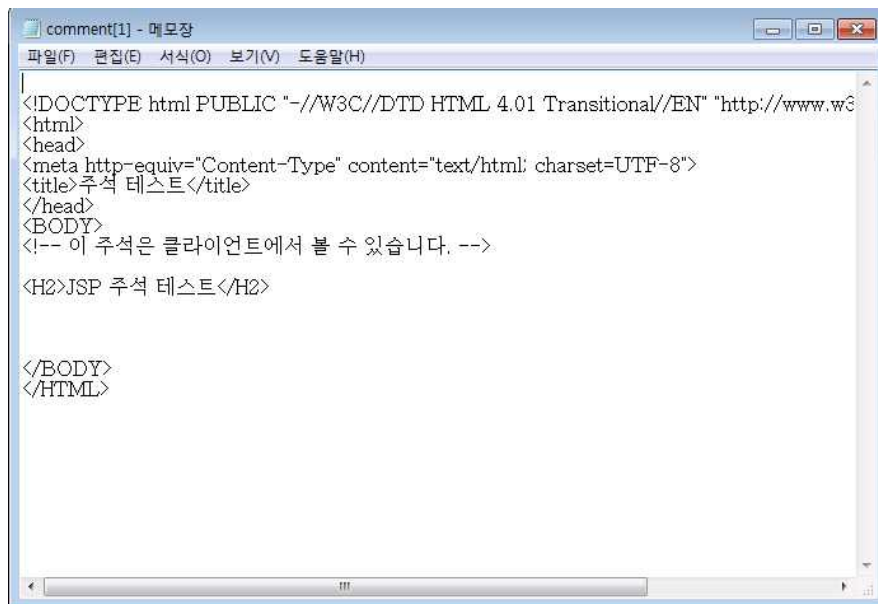 comment[1] - 메모장
파일(F) 편집(E) 서식(O) 보기(V) 도움말(H)
<!DOCTYPE html PUBLIC "-//W3C//DTD HTML 4.01 Transitional//EN" "http://www.w3
<html>
<head>
<meta http-equiv="Content-Type" content="text/html; charset=UTF-8">
<title>주석 테스트</title>
</head>
<BODY>
<!-- 이 주석은 클라이언트에서 볼 수 있습니다. -->
<H2>JSP 주석 테스트</H2>
</BODY>
</HTML>